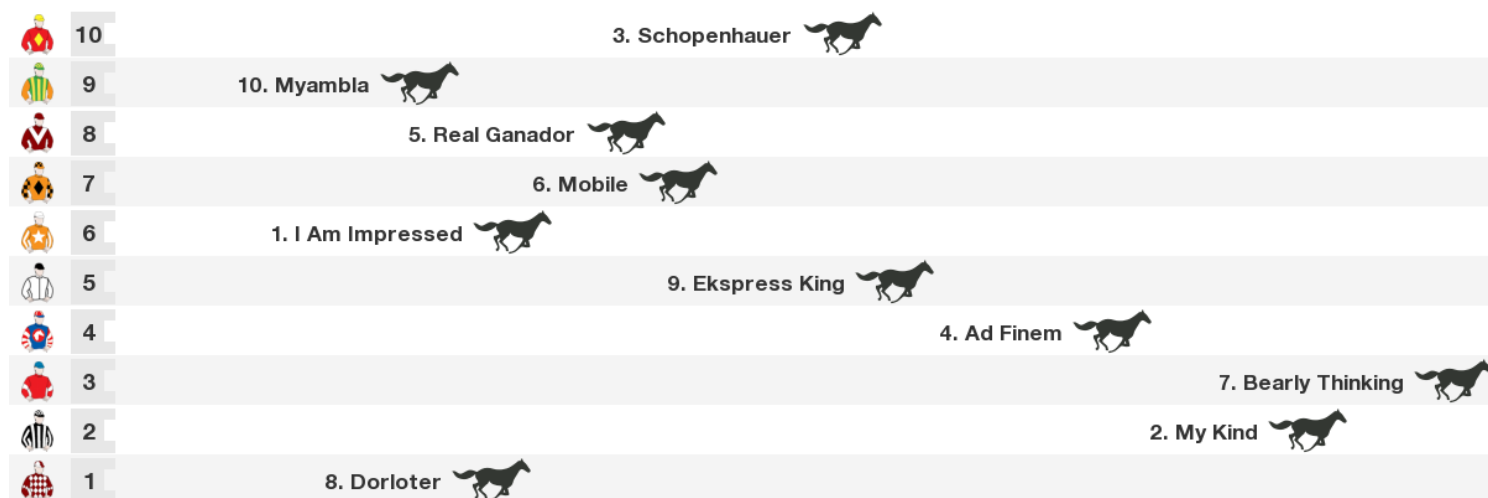 10 3. Schopenhauer
9 10. Myambla
8 5. Real Ganador
7 6. Mobile
6 1. I Am Impressed
5 9. Ekspress King
4 4. Ad Finem
3 7. Bearly Thinking
2 2. My Kind
1 8. Dorloter